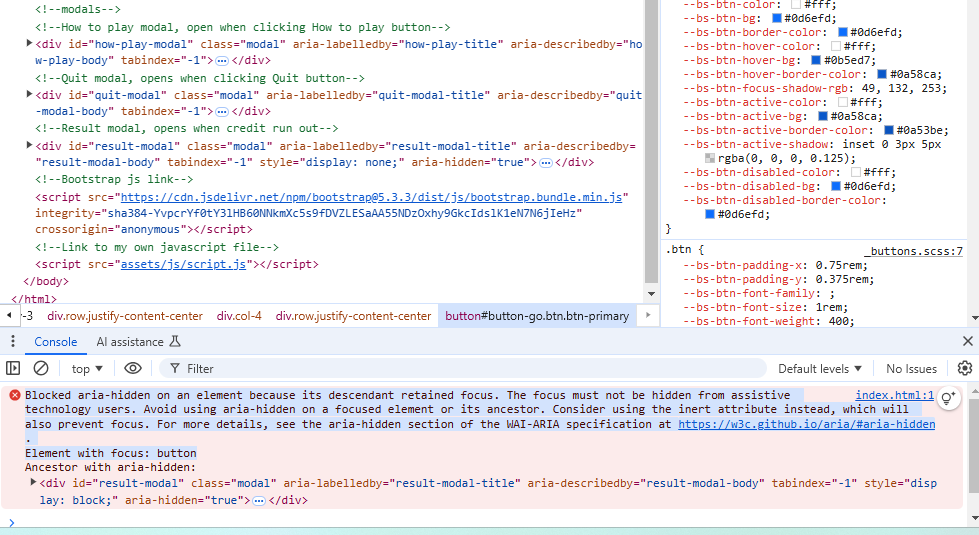 <!--modals-->
<!--How to play modal, open when clicking How to play button-->
<div id="how-play-modal" class="modal" aria-labelledby="how-play-title" aria-describedby="ho
w-play-body" tabindex="-1">…</div>
<!--Quit modal, opens when clicking Quit button-->
<div id="quit-modal" class="modal" aria-labelledby="quit-modal-title" aria-describedby="quit
-modal-body" tabindex="-1">…</div>
<!--Result modal, opens when credit run out-->
<div id="result-modal" class="modal" aria-labelledby="result-modal-title" aria-describedby=
"result-modal-body" tabindex="-1" style="display: none;" aria-hidden="true">…</div>
<!--Bootstrap js link-->
<script src="https://cdn.jsdelivr.net/npm/bootstrap@5.3.3/dist/js/bootstrap.bundle.min.js"
integrity="sha384-YvpcrYf0tY3lHB60NNkmXc5s9fDVZLESaAA55NDzOxhy9GkcIdslK1eN7N6jIeHz"
crossorigin="anonymous"></script>
<!--Link to my own javascript file-->
<script src="assets/js/script.js"></script>
</body>
</html>
--bs-btn-color: #fff;
--bs-btn-bg: #0d6efd;
--bs-btn-border-color: #0d6efd;
--bs-btn-hover-color: #fff;
--bs-btn-hover-bg: #0b5ed7;
--bs-btn-hover-border-color: #0a58ca;
--bs-btn-focus-shadow-rgb: 49, 132, 253;
--bs-btn-active-color: #fff;
--bs-btn-active-bg: #0a58ca;
--bs-btn-active-border-color: #0a53be;
--bs-btn-active-shadow: inset 0 3px 5px
rgba(0, 0, 0, 0.125);
--bs-btn-disabled-color: #fff;
--bs-btn-disabled-bg: #0d6efd;
--bs-btn-disabled-border-color:
#0d6efd;
}
.btn { _buttons.scss:7
--bs-btn-padding-x: 0.75rem;
--bs-btn-padding-y: 0.375rem;
--bs-btn-font-family: ;
--bs-btn-font-size: 1rem;
--bs-btn-font-weight: 400;
-3 div.row.justify-content-center div.col-4 div.row.justify-content-center button#button-go.btn.btn-primary
Console AI assistance
top Filter Default levels No Issues
Blocked aria-hidden on an element because its descendant retained focus. The focus must not be hidden from assistive index.html:1
technology users. Avoid using aria-hidden on a focused element or its ancestor. Consider using the inert attribute instead, which will
also prevent focus. For more details, see the aria-hidden section of the WAI-ARIA specification at https://w3c.github.io/aria/#aria-hidden
.
Element with focus: button
Ancestor with aria-hidden:
<div id="result-modal" class="modal" aria-labelledby="result-modal-title" aria-describedby="result-modal-body" tabindex="-1" style="disp
lay: block;" aria-hidden="true">…</div>